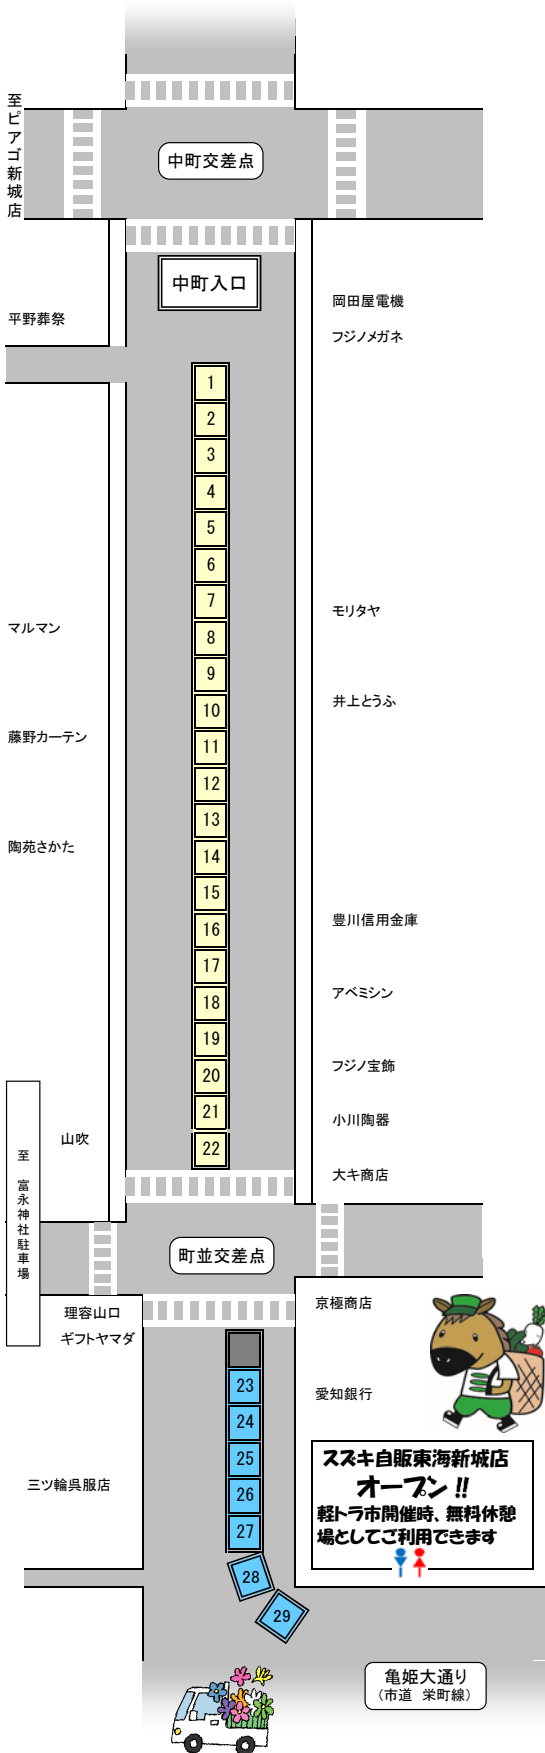 至ピアゴ新城店
中町交差点
中町入口
岡田屋電機
平野葬祭
フジノメガネ
1
2
3
4
5
6
7
モリタヤ
マルマン
8
9
井上とうふ
10
藤野カーテン
11
12
13
陶苑さかた
14
15
豊川信用金庫
16
17
アベミシン
18
19
フジノ宝飾
20
21
小川陶器
山吹
22
大キ商店
至 富永神社駐車場
町並交差点
京極商店
理容山口
ギフトヤマダ
23
愛知銀行
24
スズキ自販東海新城店
オープン!!
軽トラ市開催時、無料休憩
場としてご利用できます
25
三ツ輪呉服店
26
27
28
29
亀姫大通り
(市道 栄町線)